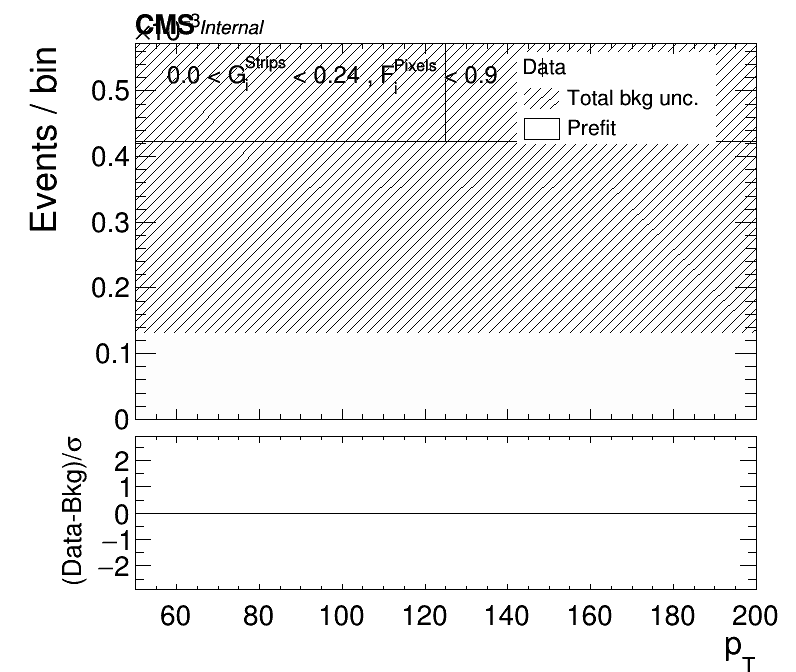 CMS Internal
×10³
0.0 < G_i^Strips < 0.24 , F_i^Pixels < 0.9
Data
Total bkg unc.
Prefit
Events / bin
0.5
0.4
0.3
0.2
0.1
0
(Data-Bkg)/σ
2
1
0
−1
−2
60 80 100 120 140 160 180 200
p_T